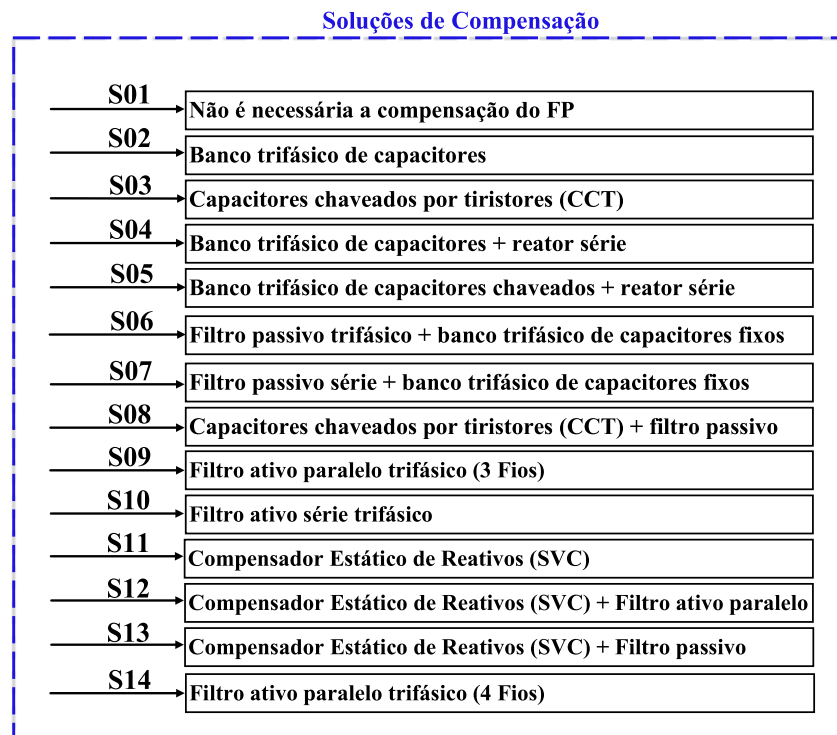 Soluções de Compensação
S01 Não é necessária a compensação do FP
S02 Banco trifásico de capacitores
S03 Capacitores chaveados por tiristores (CCT)
S04 Banco trifásico de capacitores + reator série
S05 Banco trifásico de capacitores chaveados + reator série
S06 Filtro passivo trifásico + banco trifásico de capacitores fixos
S07 Filtro passivo série + banco trifásico de capacitores fixos
S08 Capacitores chaveados por tiristores (CCT) + filtro passivo
S09 Filtro ativo paralelo trifásico (3 Fios)
S10 Filtro ativo série trifásico
S11 Compensador Estático de Reativos (SVC)
S12 Compensador Estático de Reativos (SVC) + Filtro ativo paralelo
S13 Compensador Estático de Reativos (SVC) + Filtro passivo
S14 Filtro ativo paralelo trifásico (4 Fios)